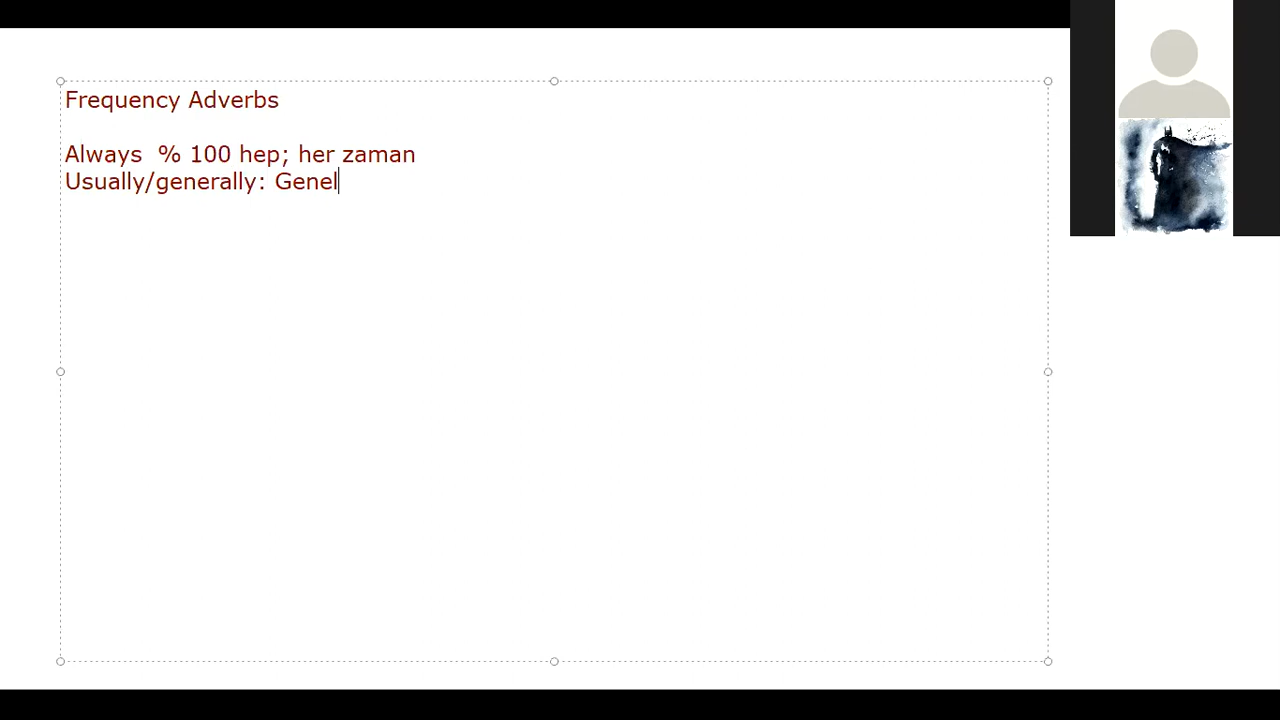 Frequency Adverbs
Always % 100 hep; her zaman
Usually/generally: Genel